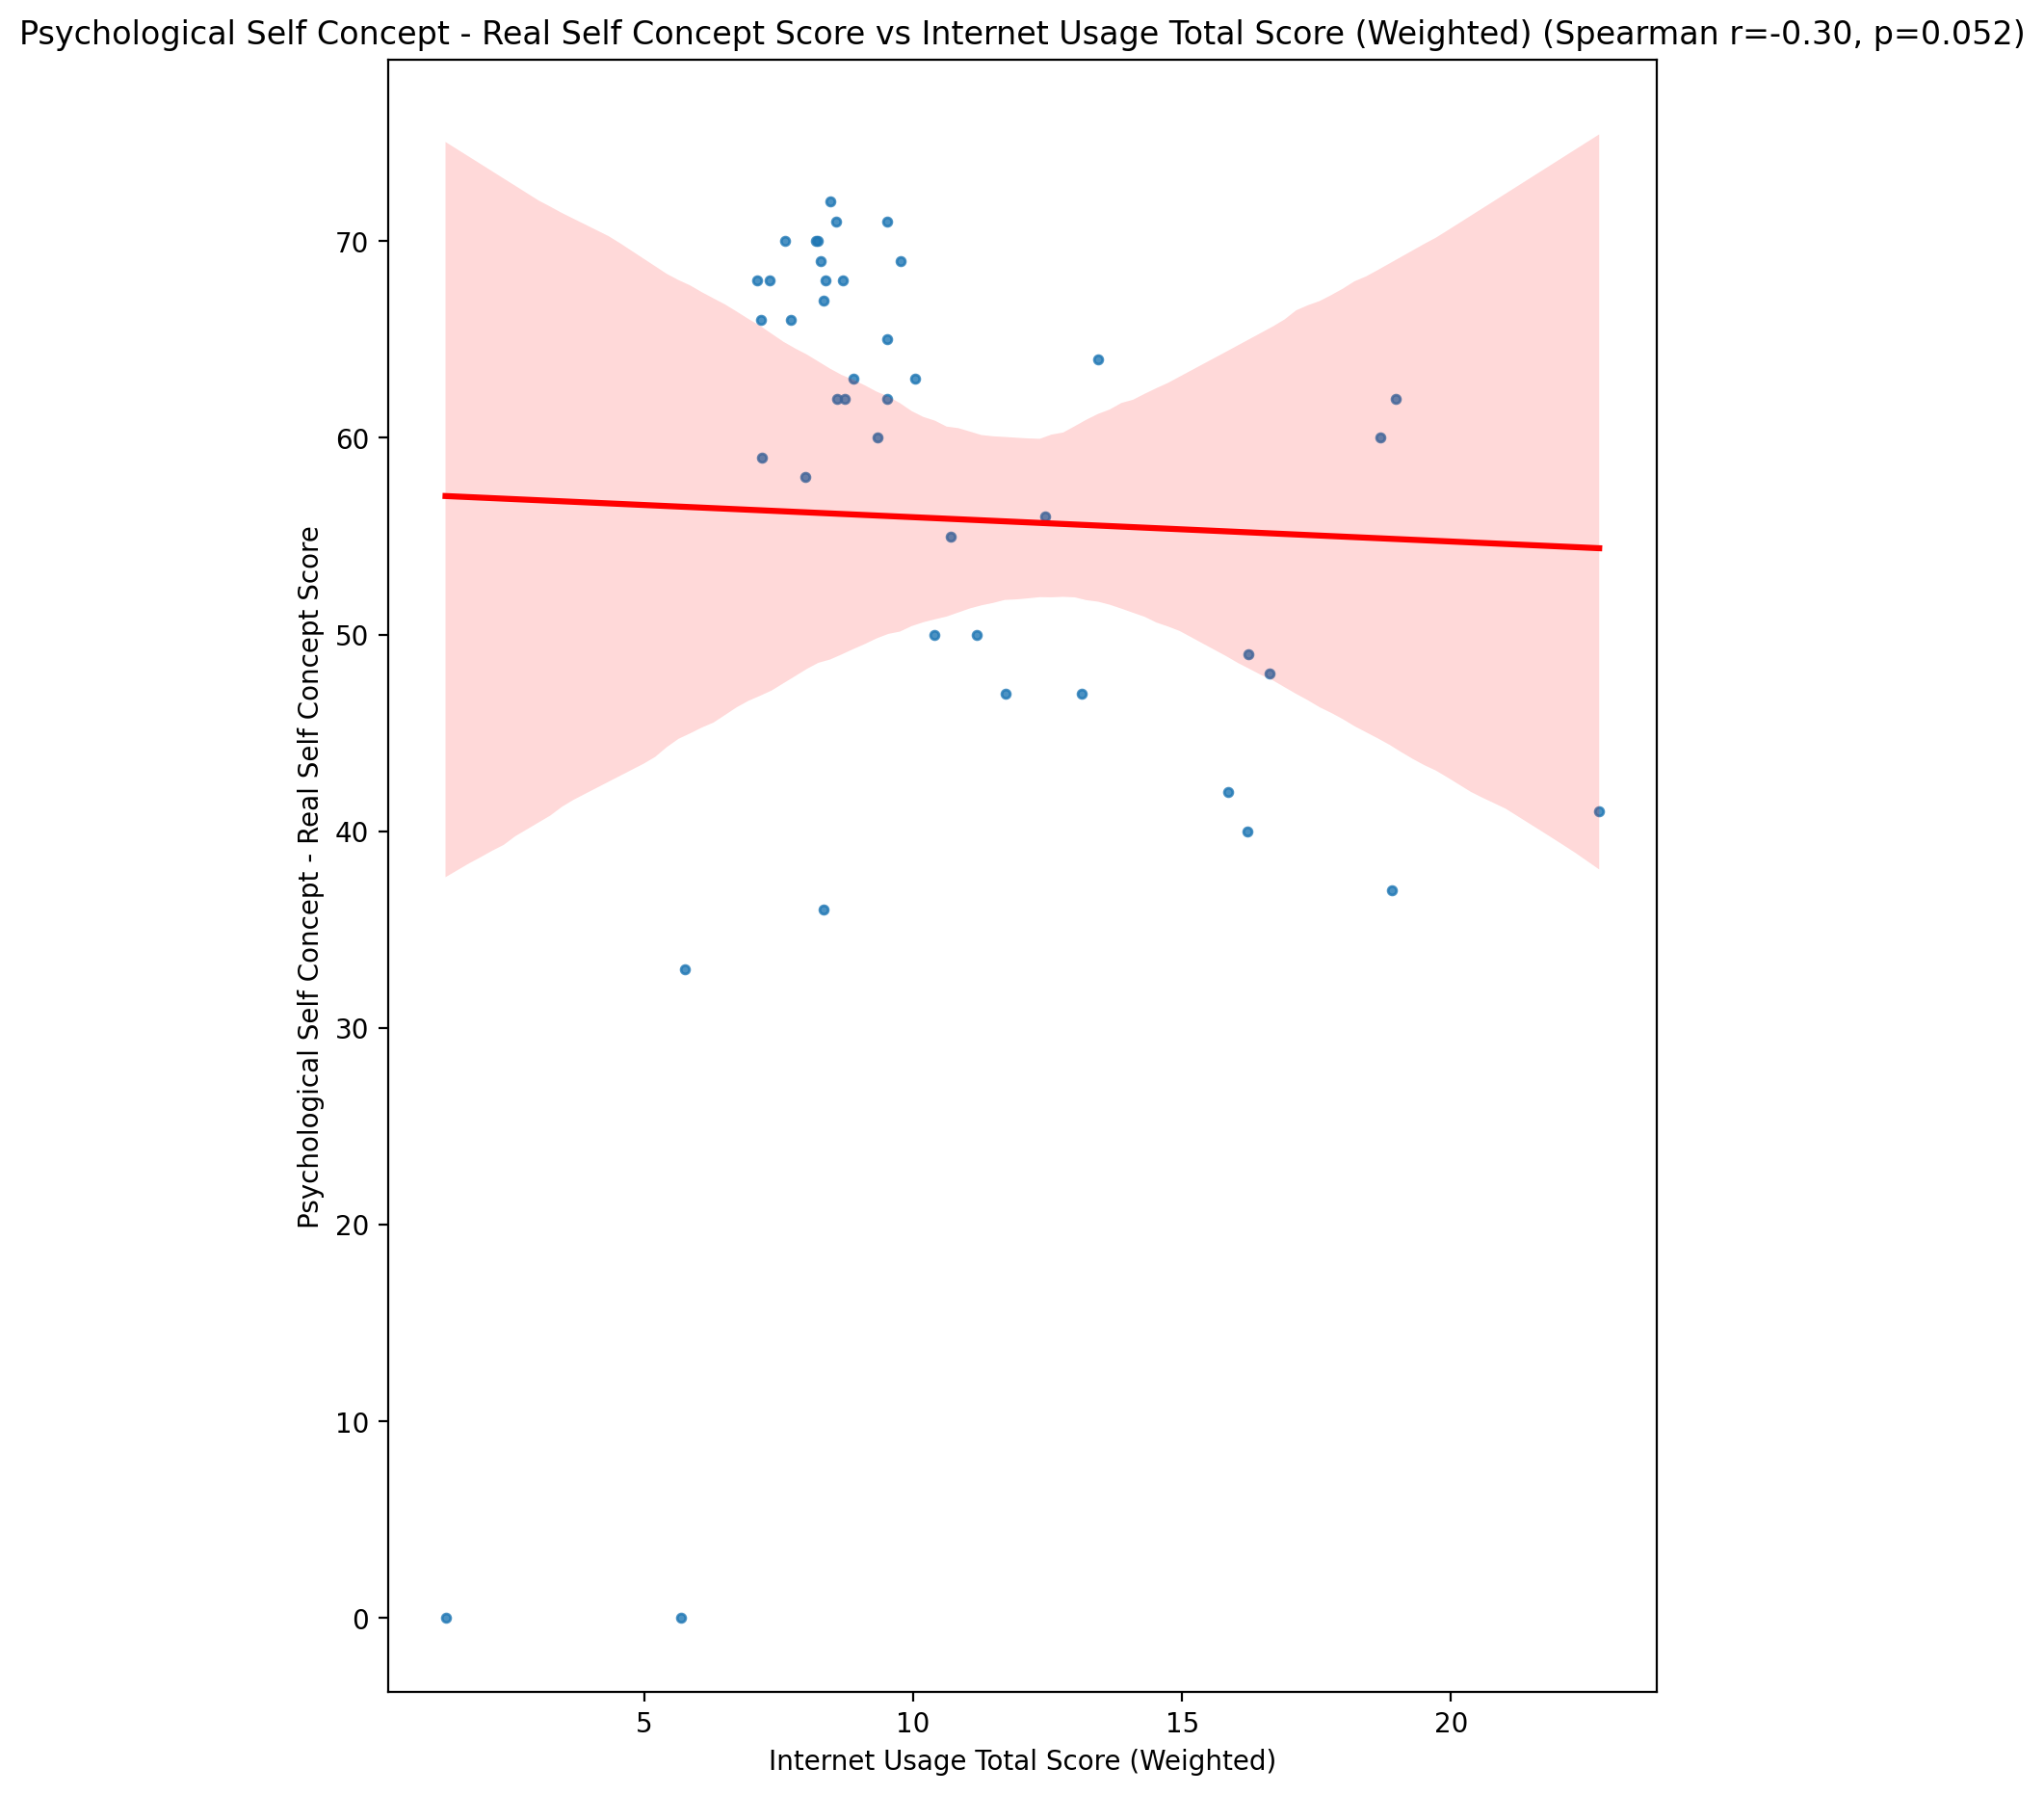 Psychological Self Concept - Real Self Concept Score vs Internet Usage Total Score (Weighted) (Spearman r=-0.30, p=0.052)
Psychological Self Concept - Real Self Concept Score
70
60
50
40
30
20
10
0
5 10 15 20
Internet Usage Total Score (Weighted)